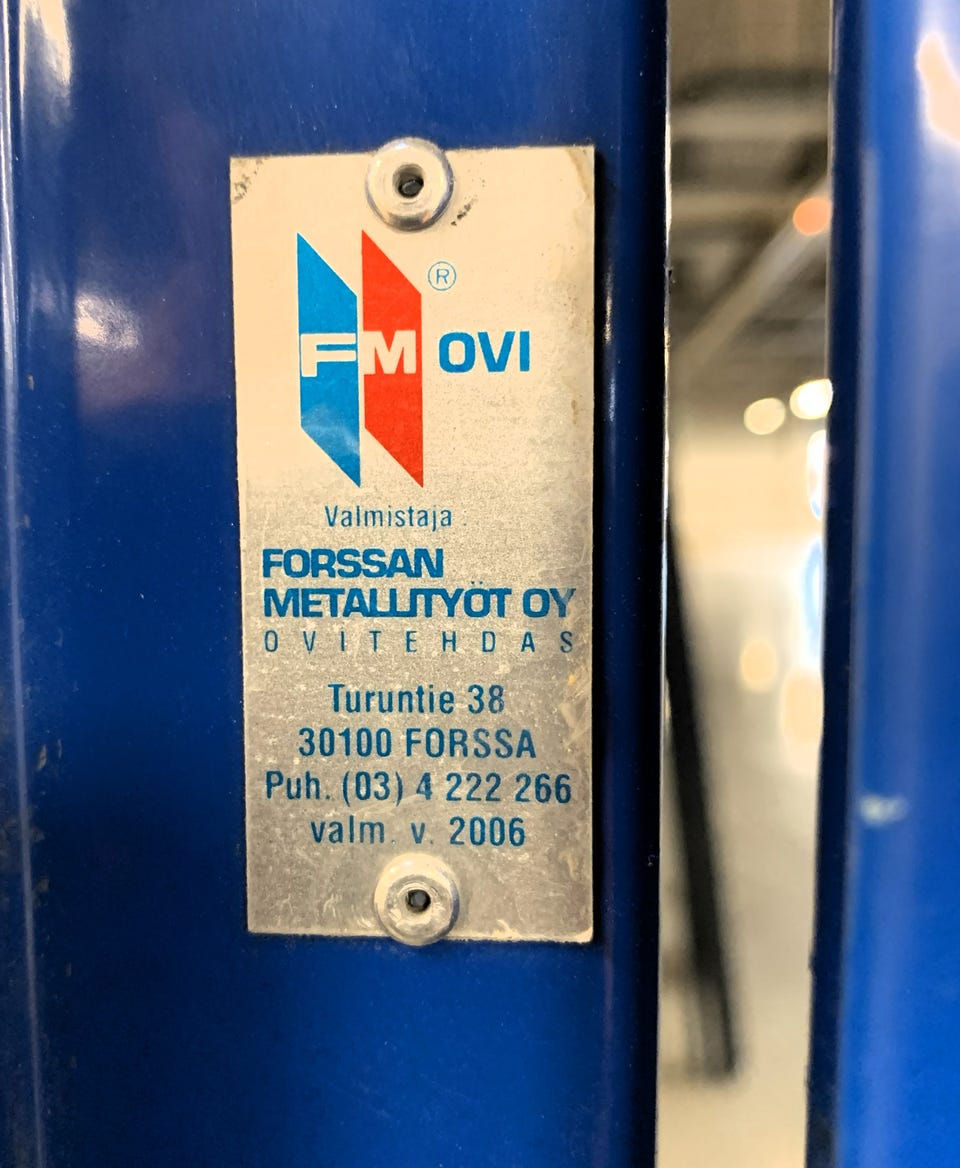 FM OVI ®
Valmistaja
FORSSAN
METALLITYÖT OY
OVITEHDAS
Turuntie 38
30100 FORSSA
Puh. (03) 4 222 266
valm. v. 2006